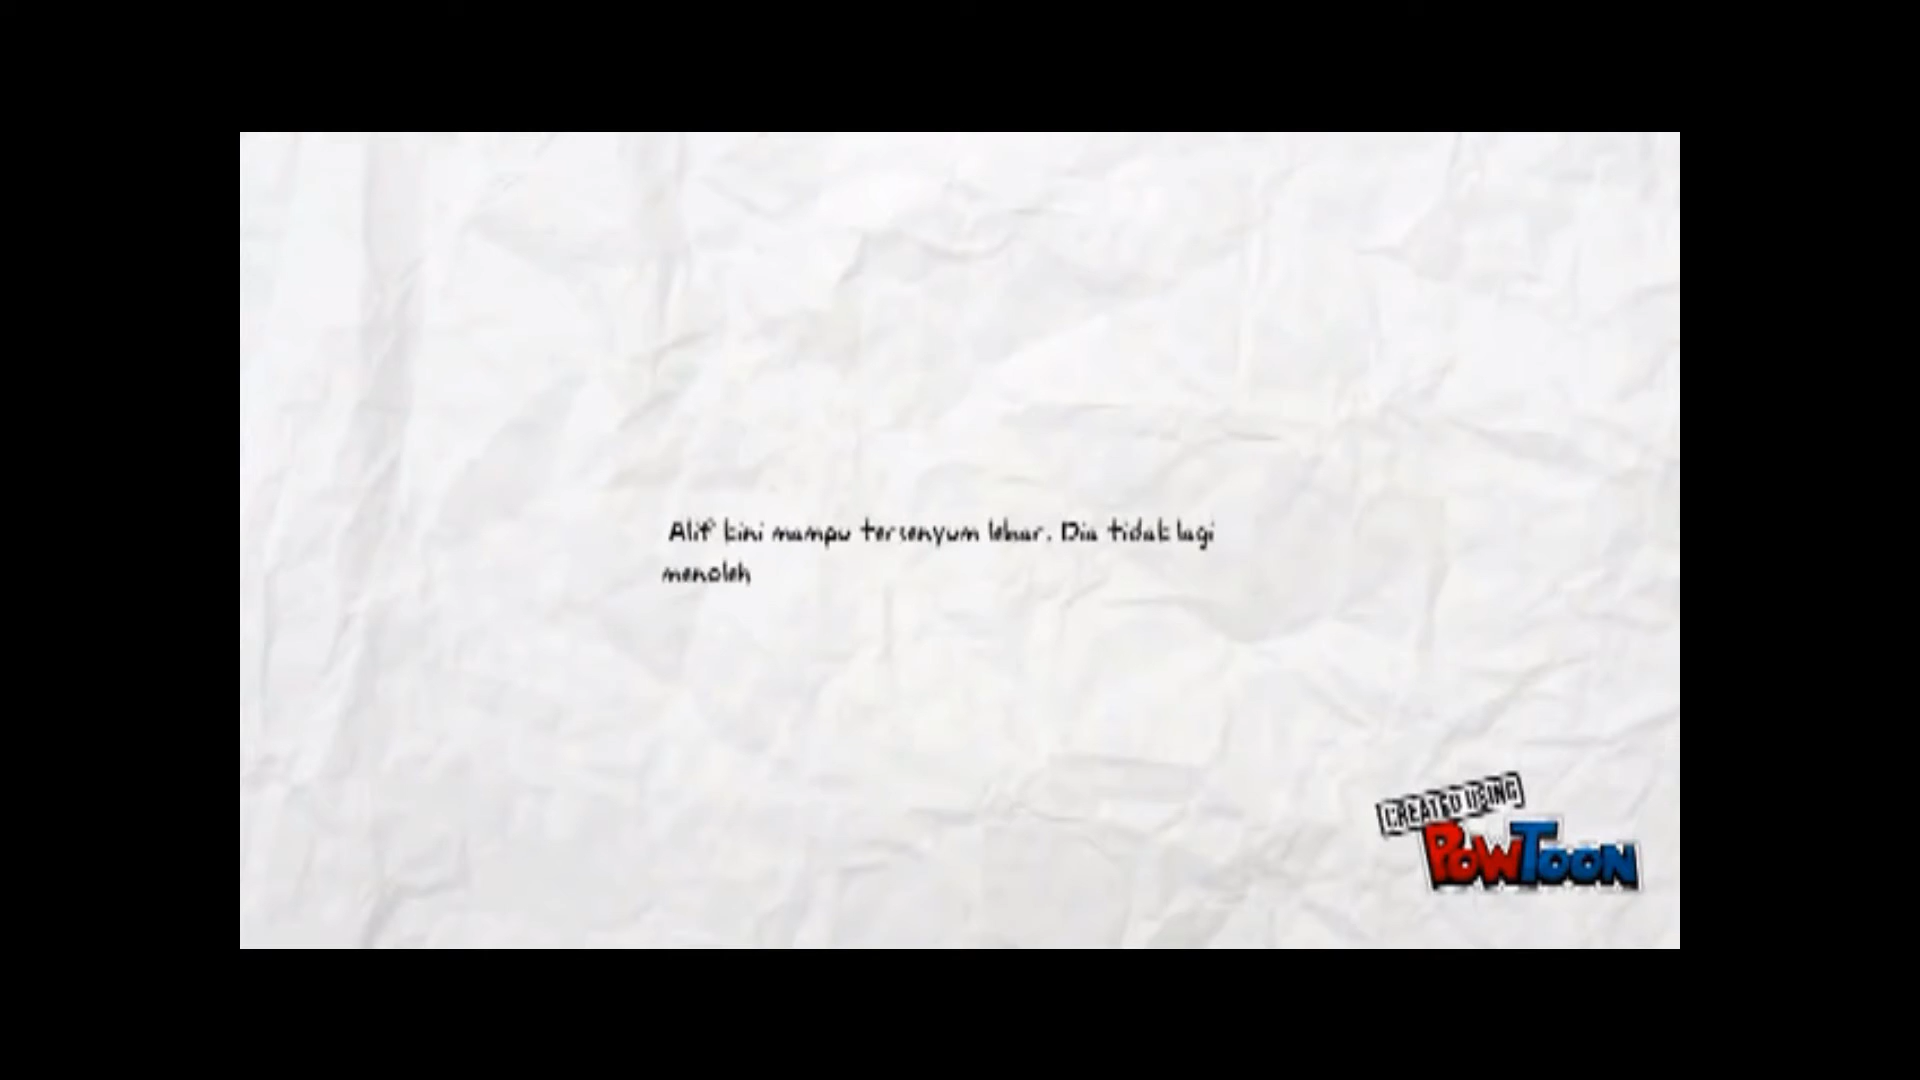 Alif kini mampu tersenyum lebar. Dia tidak lagi
menoleh
CREATED USING
POWTOON